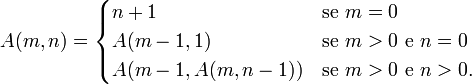 A(m, n) = { n + 1 se m = 0
A(m − 1, 1) se m > 0 e n = 0
A(m − 1, A(m, n − 1)) se m > 0 e n > 0.